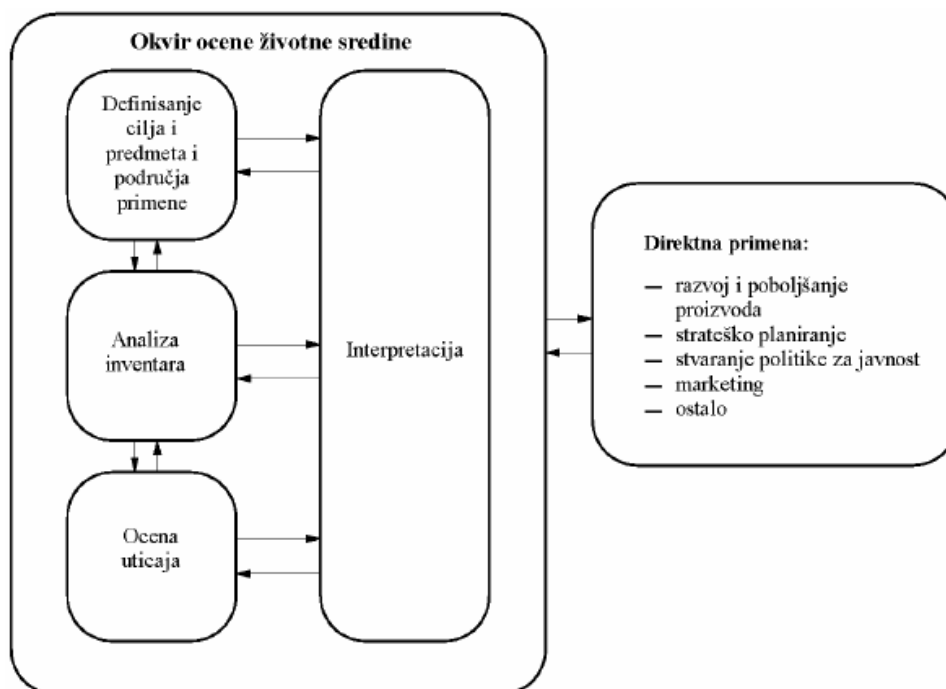 Okvir ocene životne sredine
Definisanje
cilja i
predmeta i
područja
primene
Analiza
inventara
Ocena
uticaja
Interpretacija
Direktna primena:
— razvoj i poboljšanje
proizvoda
— strateško planiranje
— stvaranje politike za javnost
— marketing
— ostalo